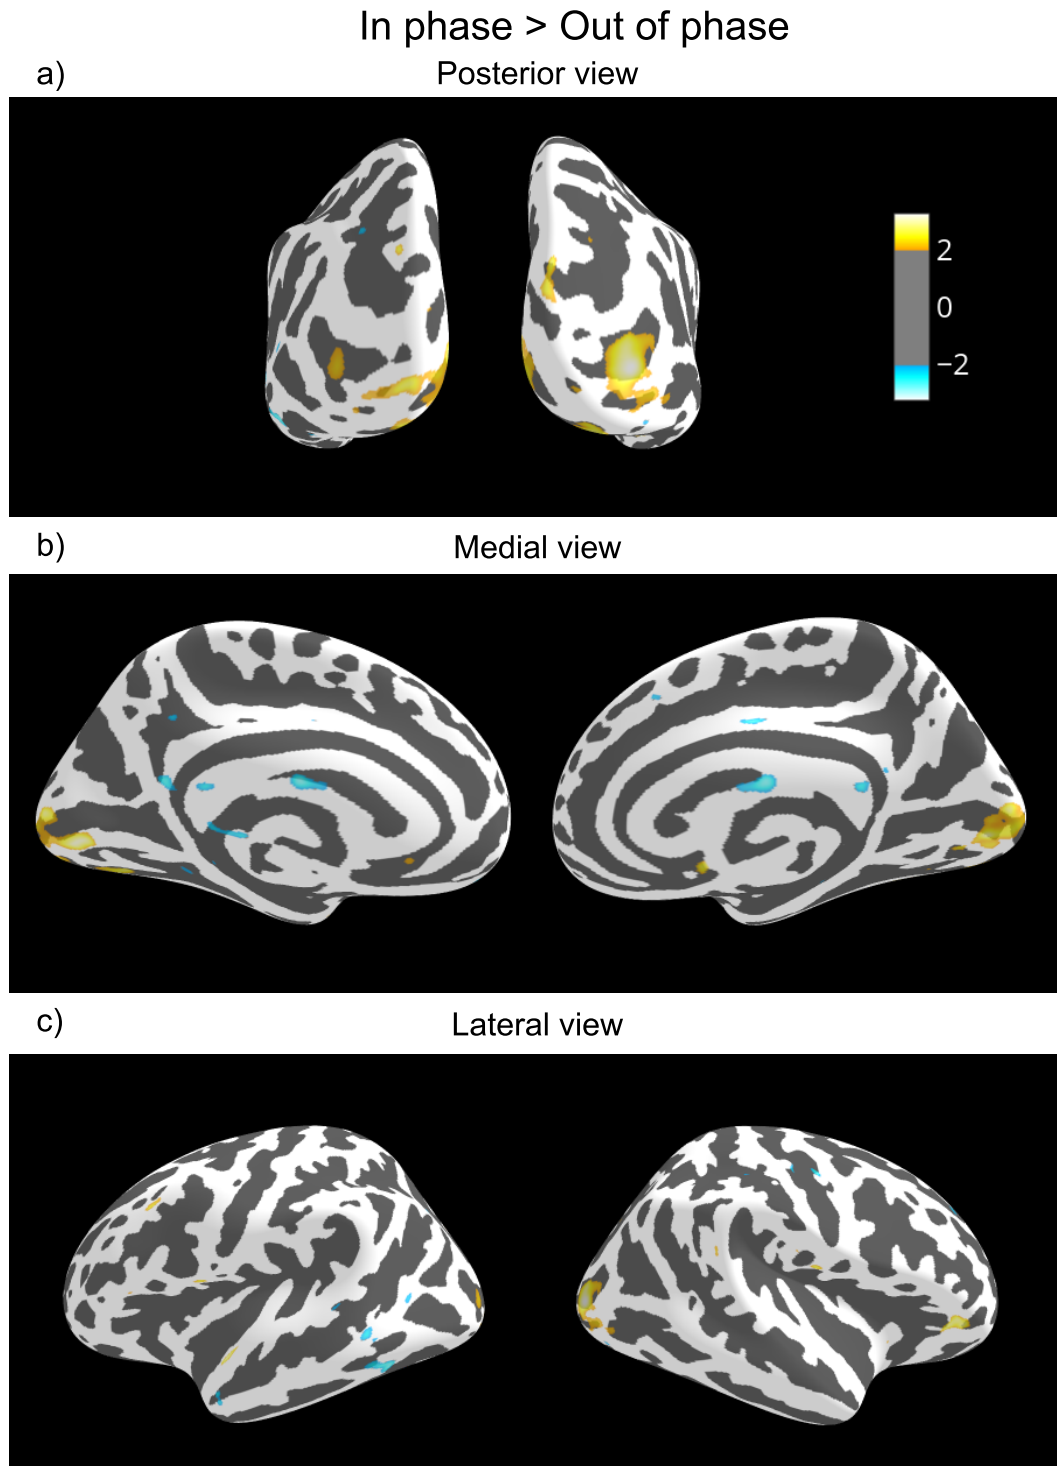 In phase > Out of phase
a)
Posterior view
2
0
−2
b)
Medial view
c)
Lateral view